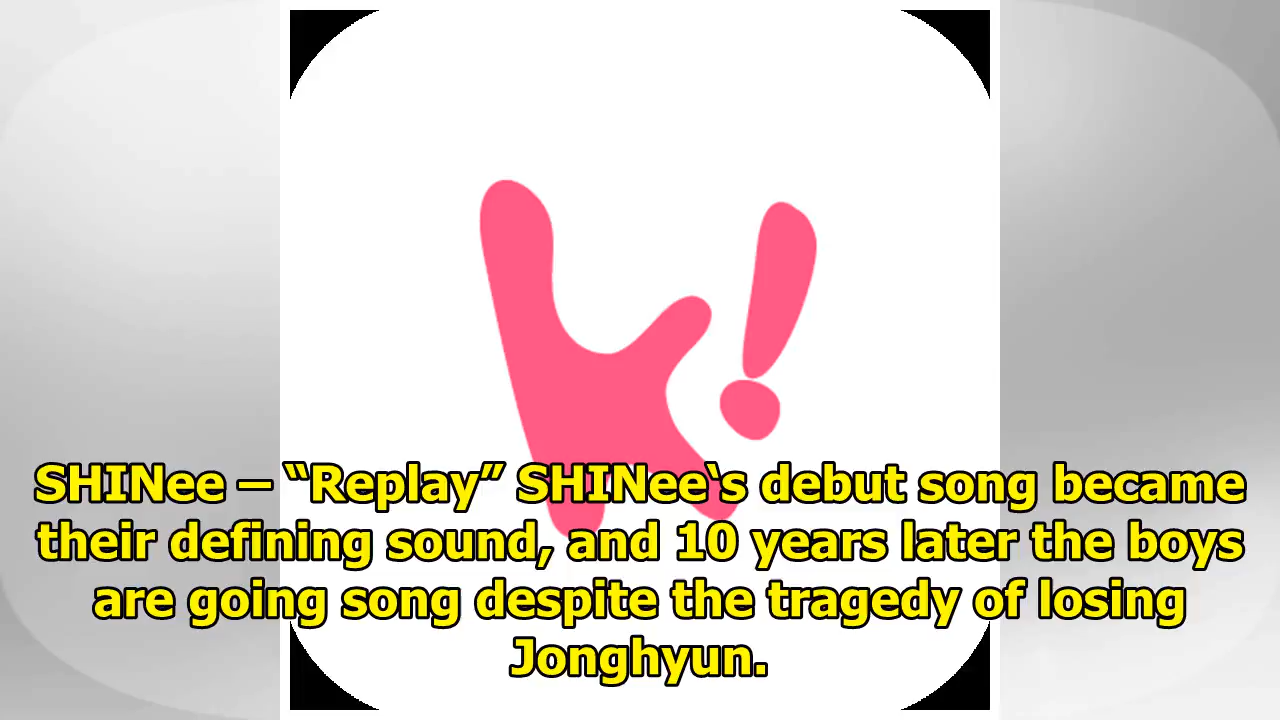 k!
SHINee – “Replay” SHINee‘s debut song became
their defining sound, and 10 years later the boys
are going song despite the tragedy of losing
Jonghyun.